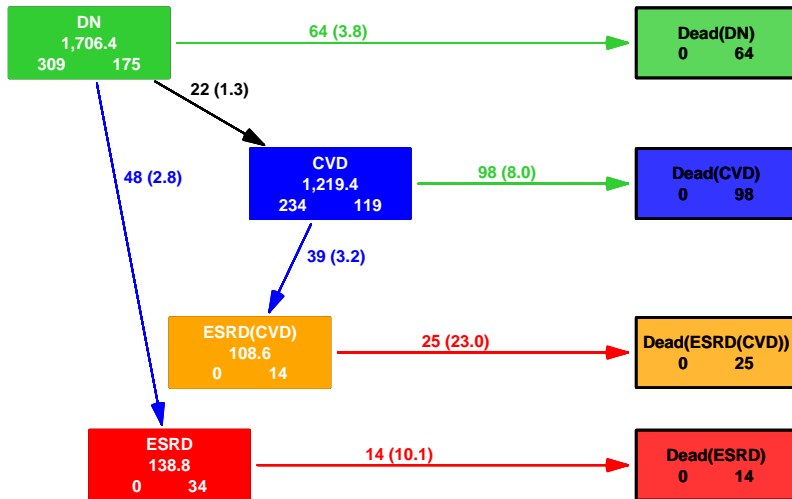 DN
1,706.4
309 175
64 (3.8)
Dead(DN)
0 64
22 (1.3)
48 (2.8)
CVD
1,219.4
234 119
98 (8.0)
Dead(CVD)
0 98
39 (3.2)
ESRD(CVD)
108.6
0 14
25 (23.0)
Dead(ESRD(CVD))
0 25
ESRD
138.8
0 34
14 (10.1)
Dead(ESRD)
0 14